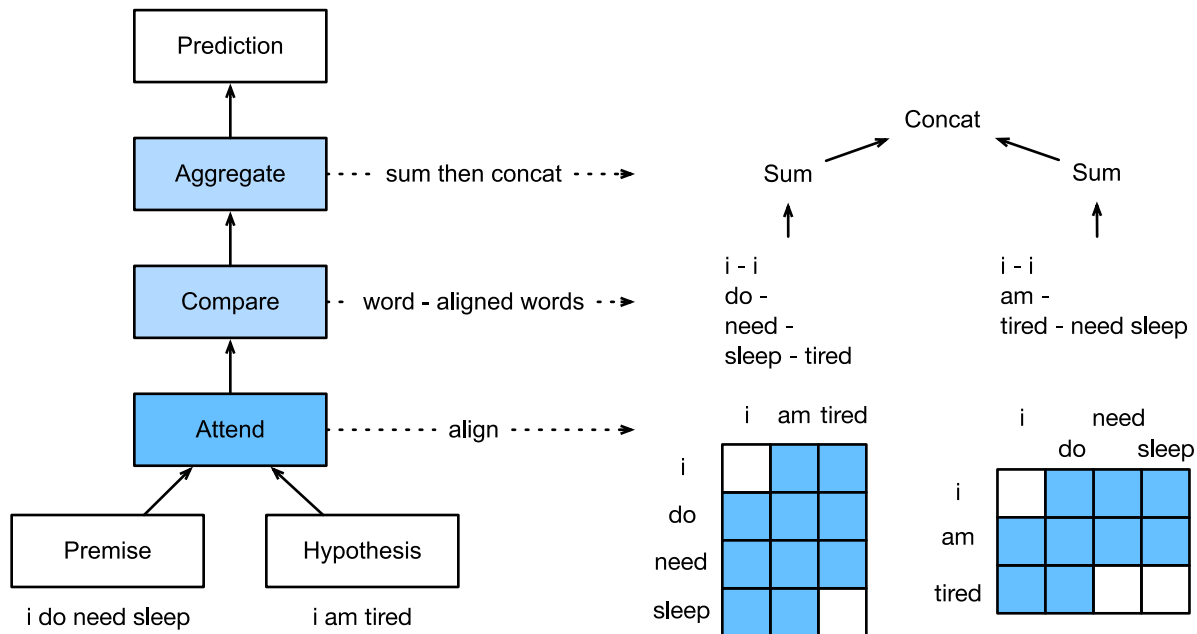 Prediction
Concat
Aggregate
sum then concat
Sum
Sum
i - i
do -
need -
sleep - tired
i - i
am -
tired - need sleep
Compare
word - aligned words
Attend
align
i am tired
i
do
need
sleep
i need
do sleep
i
am
tired
Premise
Hypothesis
i do need sleep
i am tired